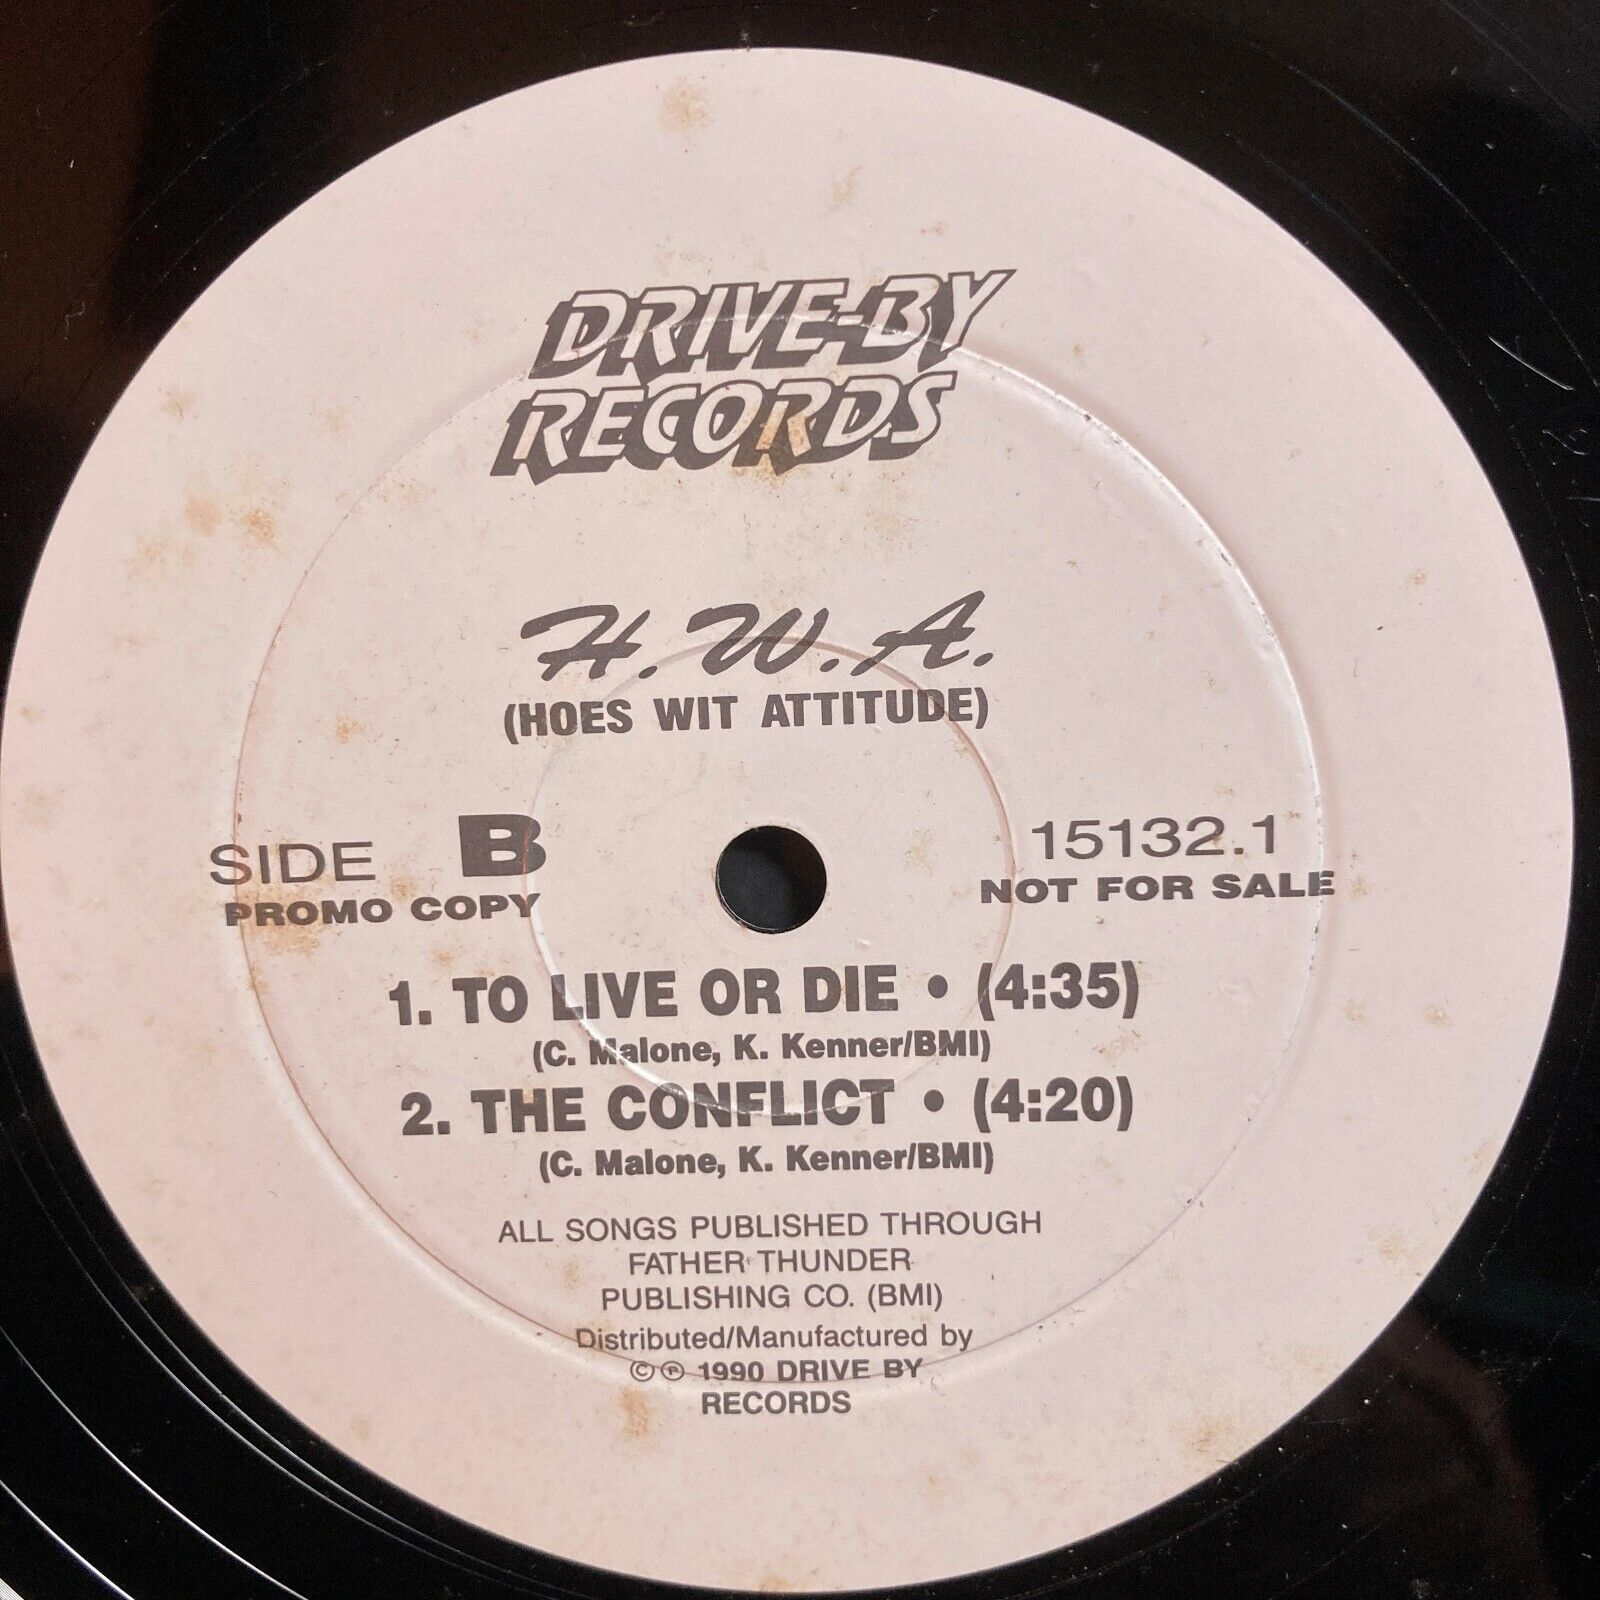 DRIVE-BY
RECORDS
H.W.A.
(HOES WIT ATTITUDE)
SIDE B
PROMO COPY
15132.1
NOT FOR SALE
1. TO LIVE OR DIE • (4:35)
(C. Malone, K. Kenner/BMI)
2. THE CONFLICT • (4:20)
(C. Malone, K. Kenner/BMI)
ALL SONGS PUBLISHED THROUGH
FATHER THUNDER
PUBLISHING CO. (BMI)
Distributed/Manufactured by
©℗ 1990 DRIVE BY
RECORDS